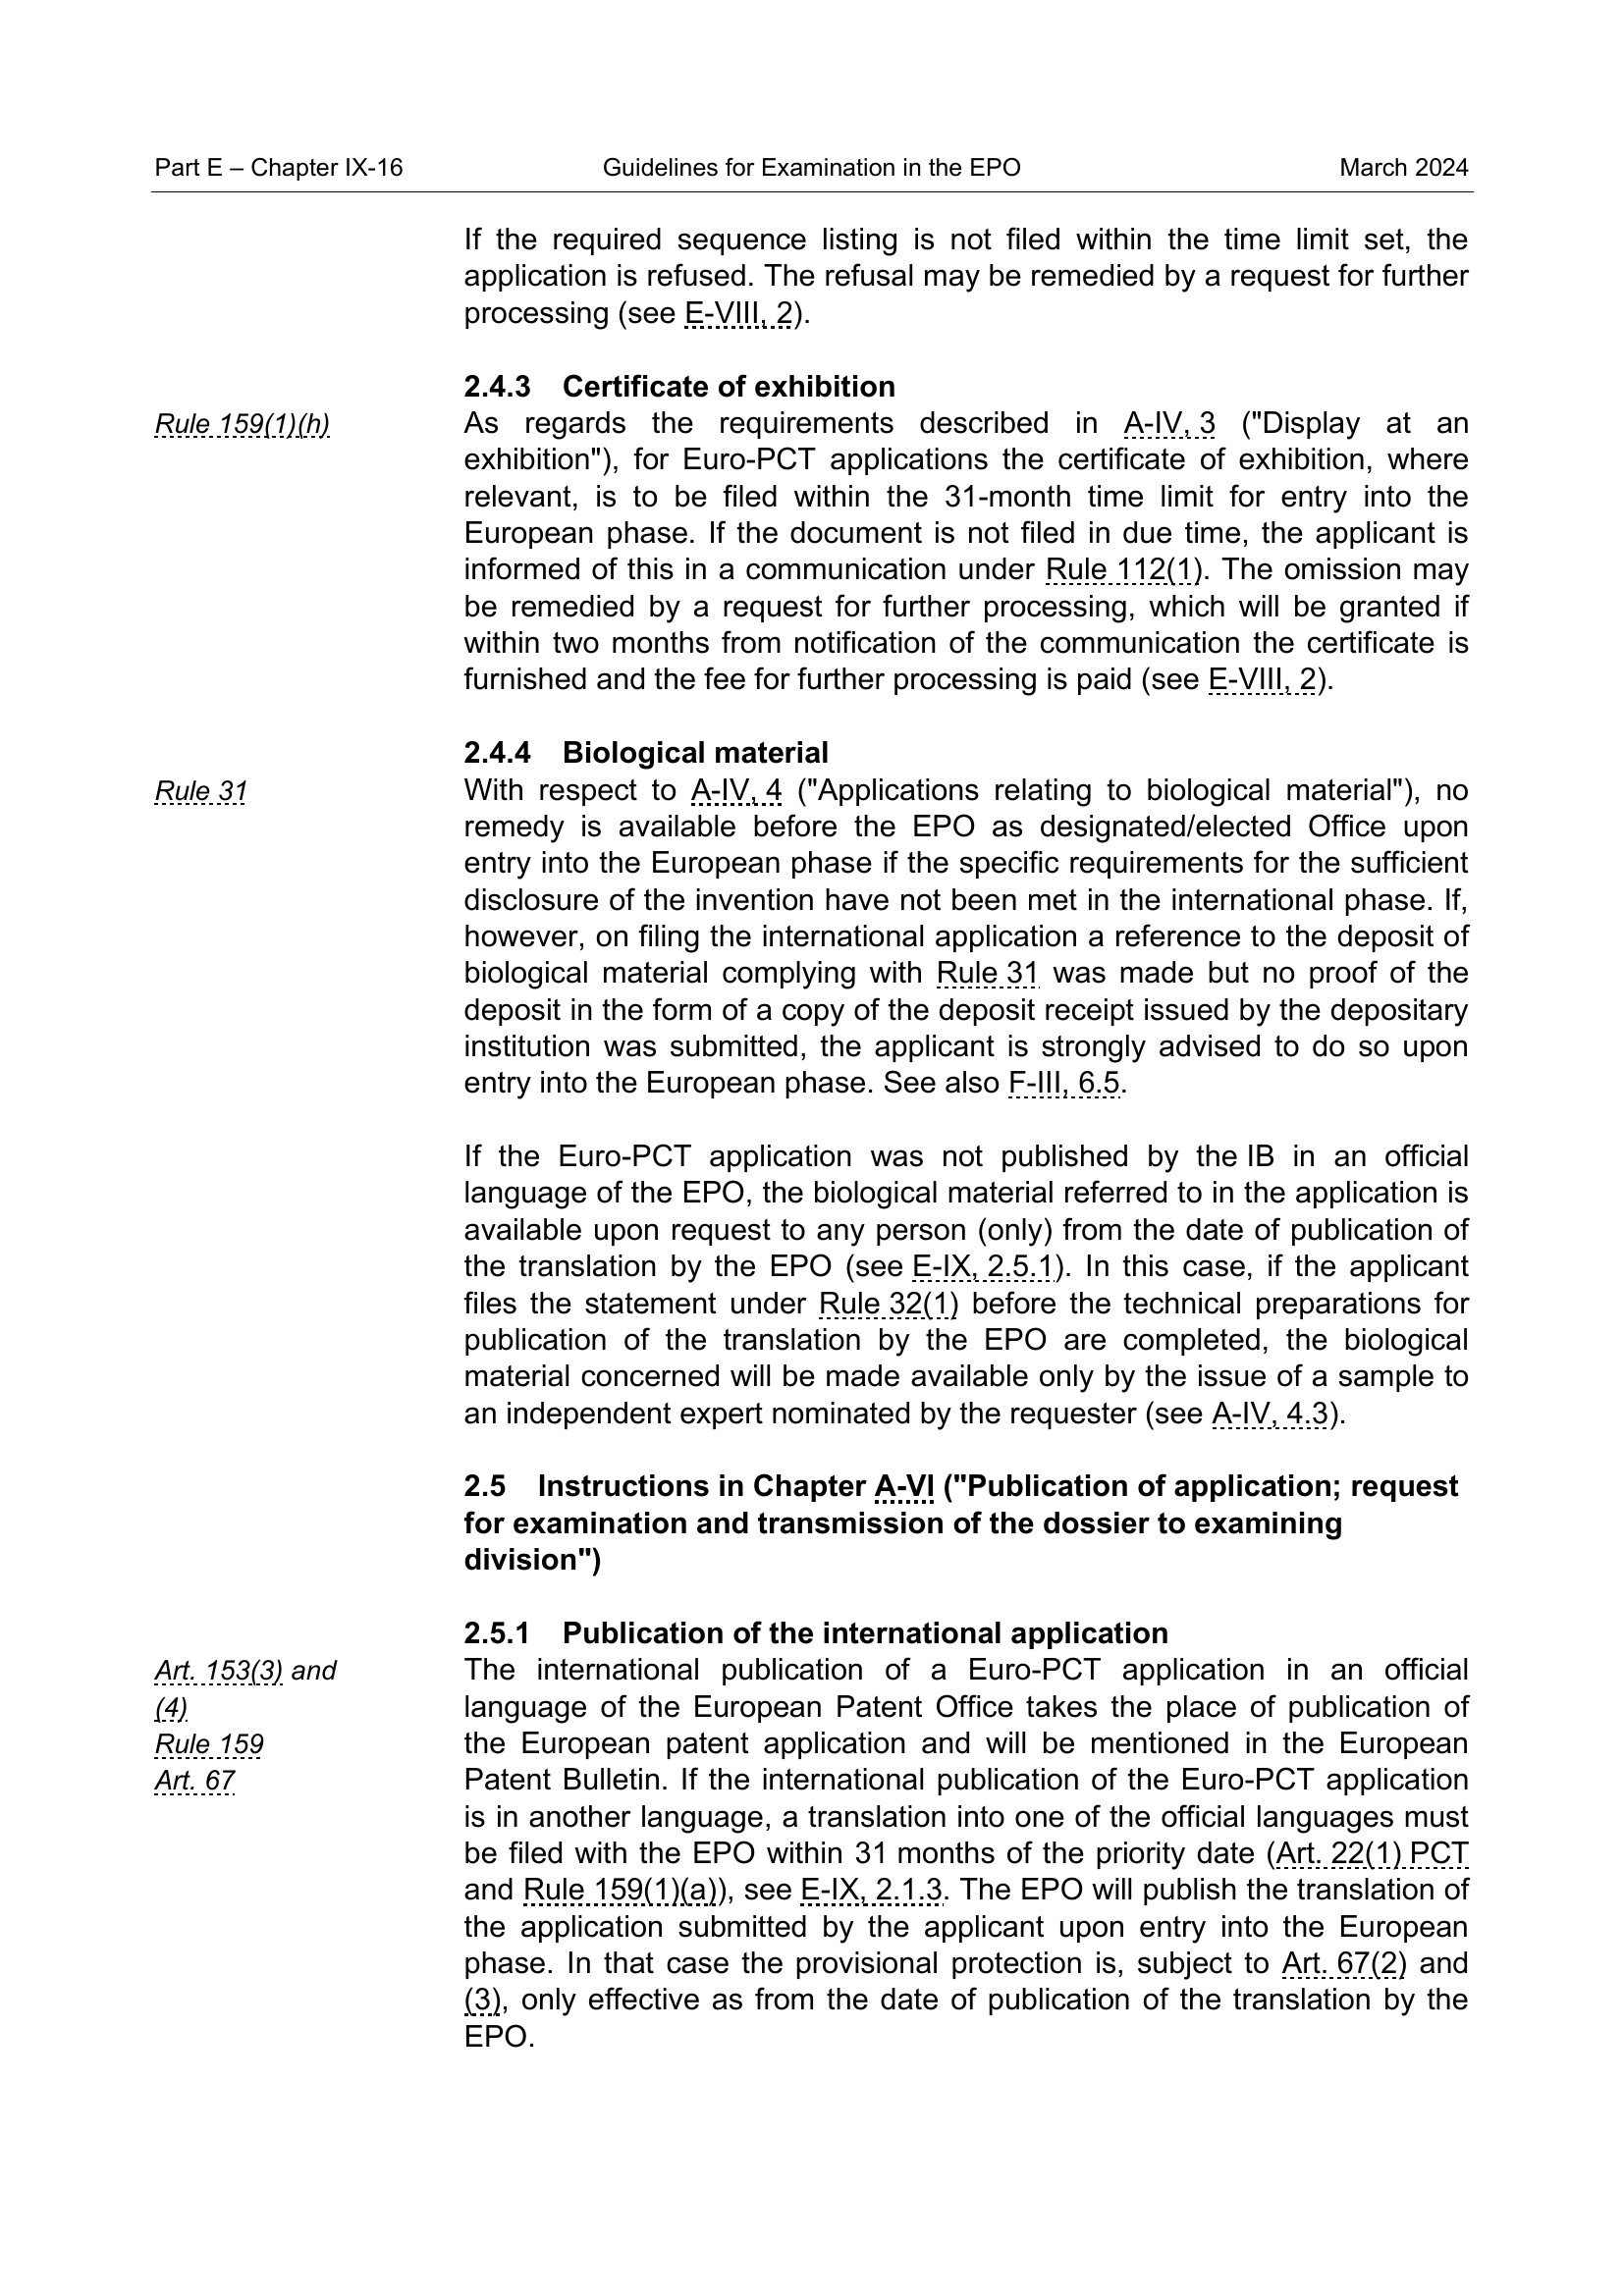 Part E – Chapter IX-16 Guidelines for Examination in the EPO March 2024
If the required sequence listing is not filed within the time limit set, the
application is refused. The refusal may be remedied by a request for further
processing (see E-VIII, 2).
2.4.3 Certificate of exhibition
Rule 159(1)(h)
As regards the requirements described in A-IV, 3 ("Display at an
exhibition"), for Euro-PCT applications the certificate of exhibition, where
relevant, is to be filed within the 31-month time limit for entry into the
European phase. If the document is not filed in due time, the applicant is
informed of this in a communication under Rule 112(1). The omission may
be remedied by a request for further processing, which will be granted if
within two months from notification of the communication the certificate is
furnished and the fee for further processing is paid (see E-VIII, 2).
2.4.4 Biological material
Rule 31
With respect to A-IV, 4 ("Applications relating to biological material"), no
remedy is available before the EPO as designated/elected Office upon
entry into the European phase if the specific requirements for the sufficient
disclosure of the invention have not been met in the international phase. If,
however, on filing the international application a reference to the deposit of
biological material complying with Rule 31 was made but no proof of the
deposit in the form of a copy of the deposit receipt issued by the depositary
institution was submitted, the applicant is strongly advised to do so upon
entry into the European phase. See also F-III, 6.5.
If the Euro-PCT application was not published by the IB in an official
language of the EPO, the biological material referred to in the application is
available upon request to any person (only) from the date of publication of
the translation by the EPO (see E-IX, 2.5.1). In this case, if the applicant
files the statement under Rule 32(1) before the technical preparations for
publication of the translation by the EPO are completed, the biological
material concerned will be made available only by the issue of a sample to
an independent expert nominated by the requester (see A-IV, 4.3).
2.5 Instructions in Chapter A-VI ("Publication of application; request
for examination and transmission of the dossier to examining
division")
2.5.1 Publication of the international application
Art. 153(3) and
(4)
Rule 159
Art. 67
The international publication of a Euro-PCT application in an official
language of the European Patent Office takes the place of publication of
the European patent application and will be mentioned in the European
Patent Bulletin. If the international publication of the Euro-PCT application
is in another language, a translation into one of the official languages must
be filed with the EPO within 31 months of the priority date (Art. 22(1) PCT
and Rule 159(1)(a)), see E-IX, 2.1.3. The EPO will publish the translation of
the application submitted by the applicant upon entry into the European
phase. In that case the provisional protection is, subject to Art. 67(2) and
(3), only effective as from the date of publication of the translation by the
EPO.